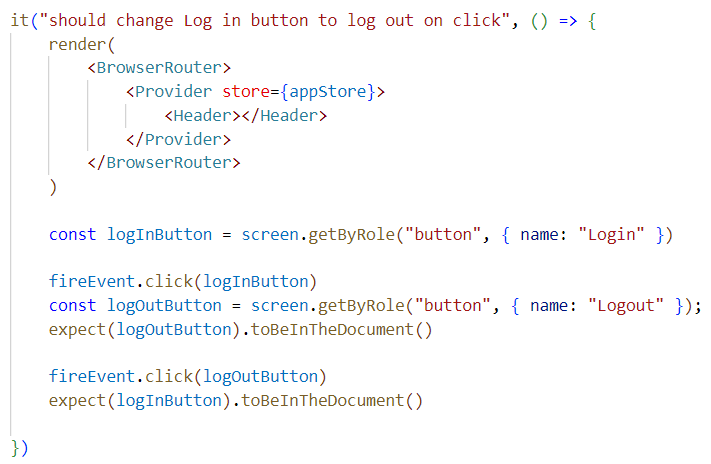 it("should change Log in button to log out on click", () => {
    render(
        <BrowserRouter>
            <Provider store={appStore}>
                <Header></Header>
            </Provider>
        </BrowserRouter>
    )

    const logInButton = screen.getByRole("button", { name: "Login" })

    fireEvent.click(logInButton)
    const logOutButton = screen.getByRole("button", { name: "Logout" });
    expect(logOutButton).toBeInTheDocument()

    fireEvent.click(logOutButton)
    expect(logInButton).toBeInTheDocument()

})